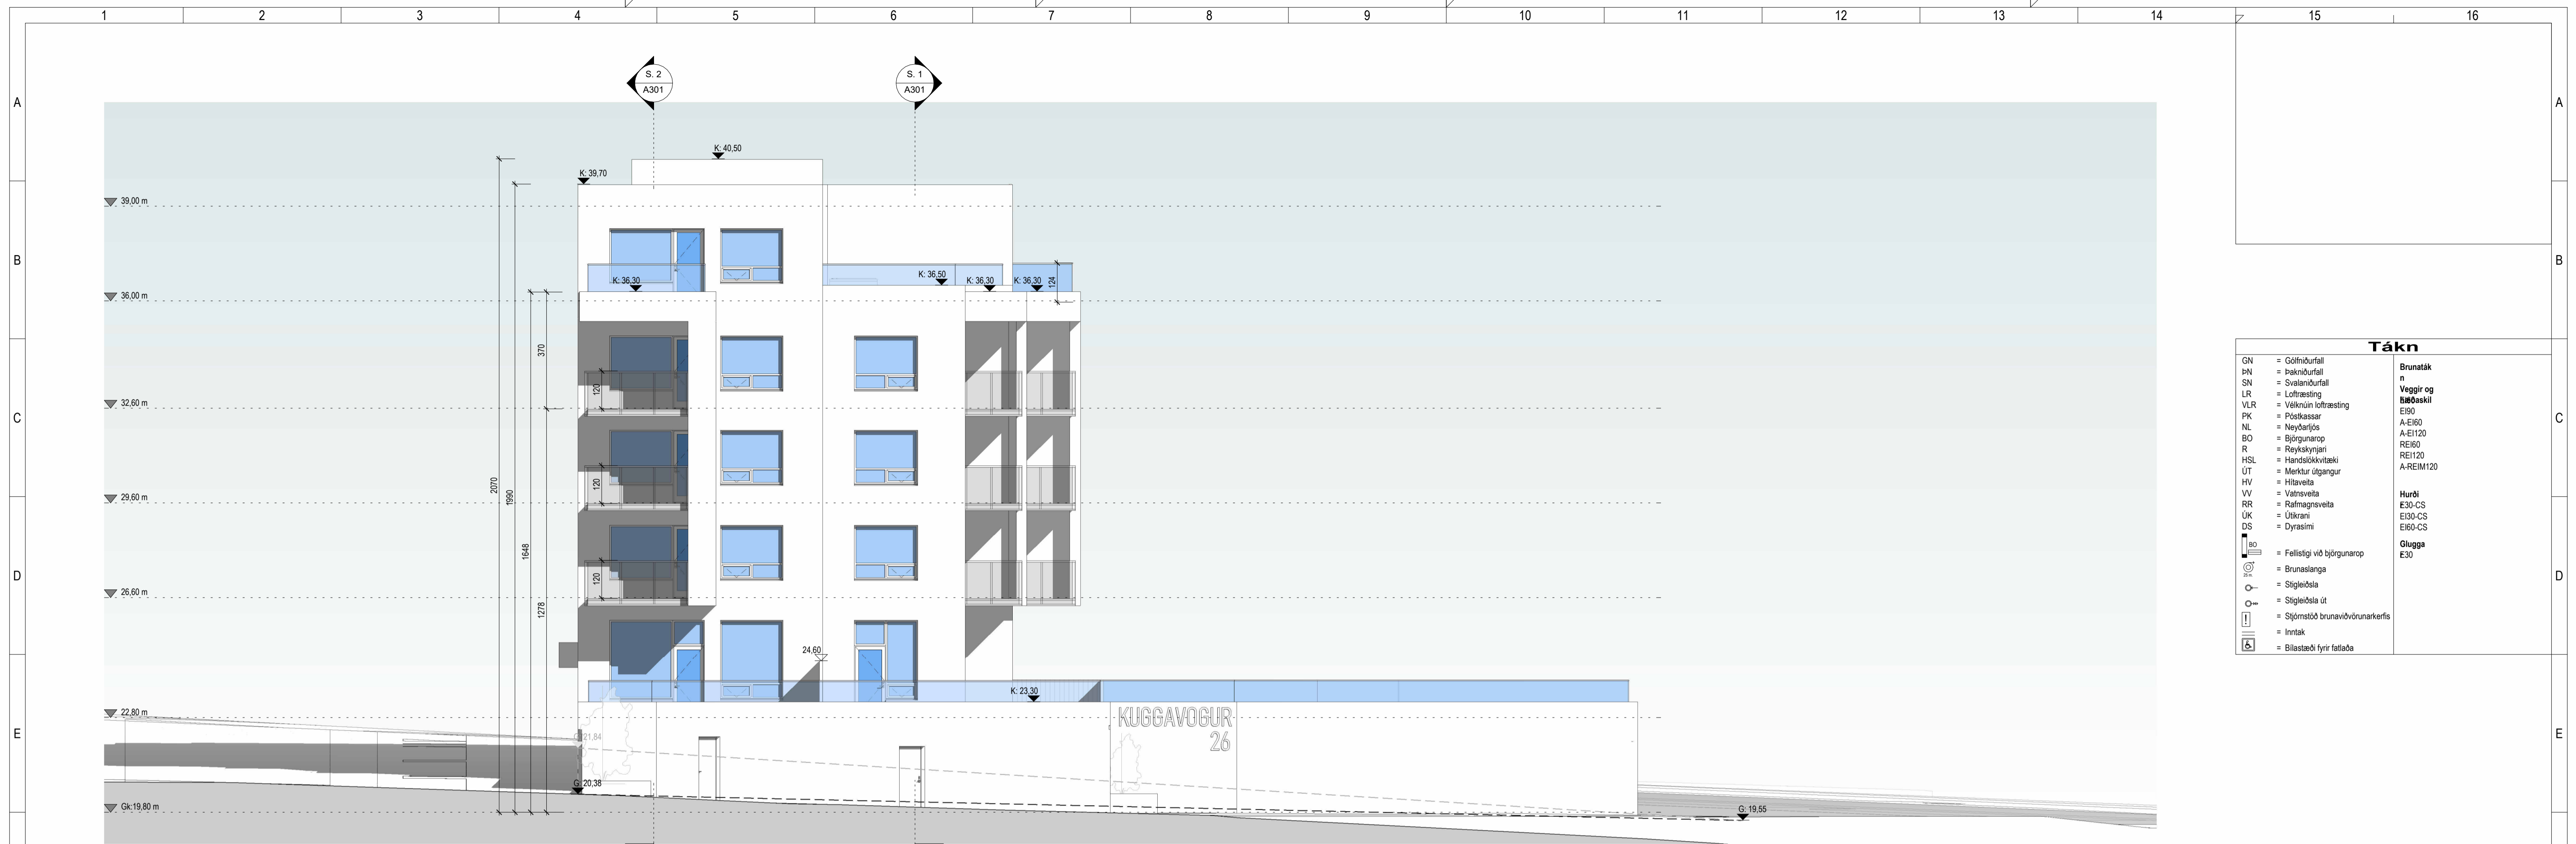 1 2 3 4 5 6 7 8 9 10 11 12 13 14 15 16
S. 2
A301
S. 1
A301
A
A
K: 40,50
K: 39,70
39,00 m
B
B
K: 36,30
K: 36,50
K: 36,30
K: 36,30
124
36,00 m
370
120
32,60 m
C
C
2070
1990
120
29,60 m
1648
1278
120
26,60 m
D
D
24,60
K: 23,30
22,80 m
KUGGAVOGUR
26
E
E
21,84
G: 20,38
Gk:19,80 m
G: 19,55
Tákn
GN = Gólfniðurfall
ÞN = Þakniðurfall
SN = Svalaniðurfall
LR = Loftræsting
VLR = Vélknúin loftræsting
PK = Póstkassar
NL = Neyðarljós
BO = Björgunarop
R = Reykskynjari
HSL = Handslökkvitæki
ÚT = Merktur útgangur
HV = Hitaveita
VV = Vatnsveita
RR = Rafmagnsveita
ÚK = Útikrani
DS = Dyrasími
BO = Fellistigi við björgunarop
25 m. = Brunaslanga
= Stigleiðsla
= Stigleiðsla út
! = Stjórnstöð brunaviðvörunarkerfis
= Inntak
= Bílastæði fyrir fatlaða
Brunaták
n
Veggir og
EI90
A-EI60
A-EI120
REI60
REI120
A-REIM120
Hurði
E30-CS
EI30-CS
EI60-CS
Glugga
E30